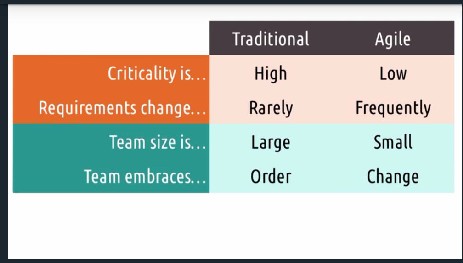 Traditional Agile
Criticality is... High Low
Requirements change... Rarely Frequently
Team size is... Large Small
Team embraces... Order Change